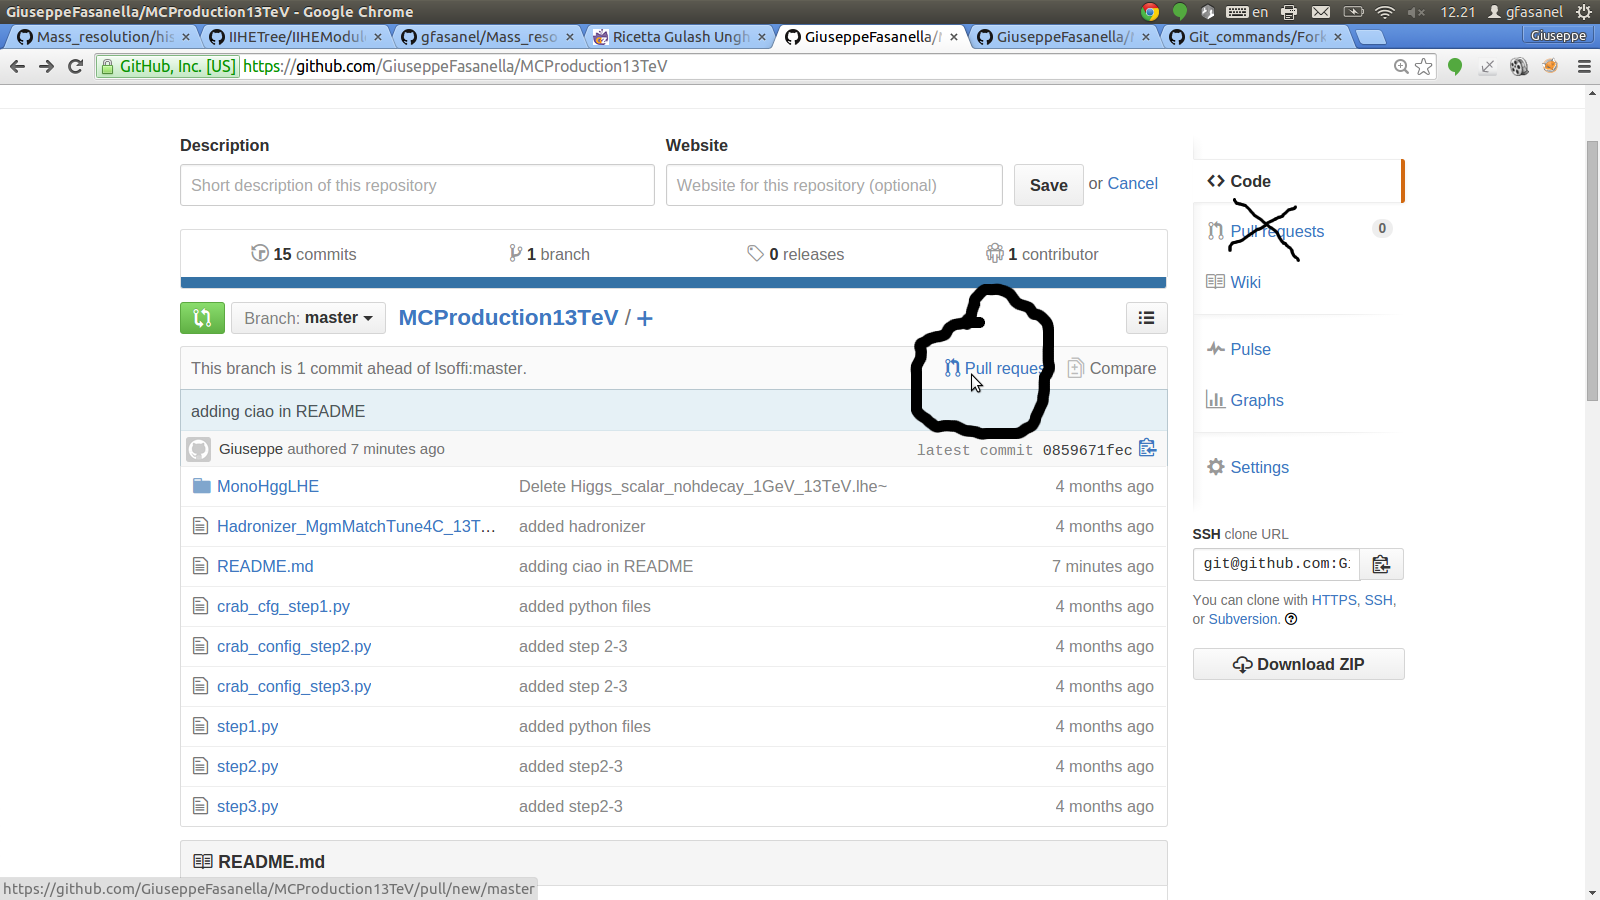 GiuseppeFasanella/MCProduction13TeV - Google Chrome
en 12.21 gfasanel
Mass_resolution/his × IIHETree/IIHEModule × gfasanel/Mass_reso × Ricetta Gulash Ungh × GiuseppeFasanella/ × GiuseppeFasanella/ × Git_commands/Fork × Giuseppe
GitHub, Inc. [US] https://github.com/GiuseppeFasanella/MCProduction13TeV
Description
Website
Short description of this repository
Website for this repository (optional)
Save or Cancel
15 commits
1 branch
0 releases
1 contributor
Branch: master
MCProduction13TeV / +
This branch is 1 commit ahead of lsoffi:master.
Pull reques
Compare
adding ciao in README
Giuseppe authored 7 minutes ago
latest commit 0859671fec
MonoHggLHE Delete Higgs_scalar_nohdecay_1GeV_13TeV.lhe~ 4 months ago
Hadronizer_MgmMatchTune4C_13T… added hadronizer 4 months ago
README.md adding ciao in README 7 minutes ago
crab_cfg_step1.py added python files 4 months ago
crab_config_step2.py added step 2-3 4 months ago
crab_config_step3.py added step 2-3 4 months ago
step1.py added python files 4 months ago
step2.py added step2-3 4 months ago
step3.py added step2-3 4 months ago
README.md
Code
Pull requests 0
Wiki
Pulse
Graphs
Settings
SSH clone URL
git@github.com:Gi
You can clone with HTTPS, SSH,
or Subversion.
Download ZIP
https://github.com/GiuseppeFasanella/MCProduction13TeV/pull/new/master